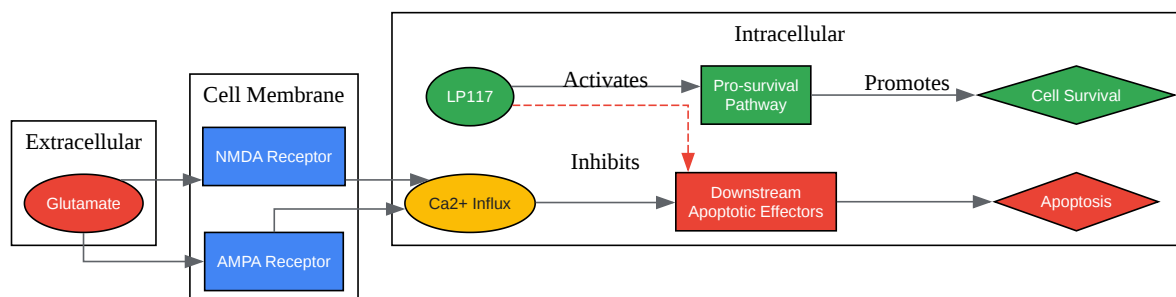 Extracellular
Glutamate
Cell Membrane
NMDA Receptor
AMPA Receptor
Intracellular
LP117
Activates
Pro-survival
Pathway
Promotes
Cell Survival
Inhibits
Ca2+ Influx
Downstream
Apoptotic Effectors
Apoptosis